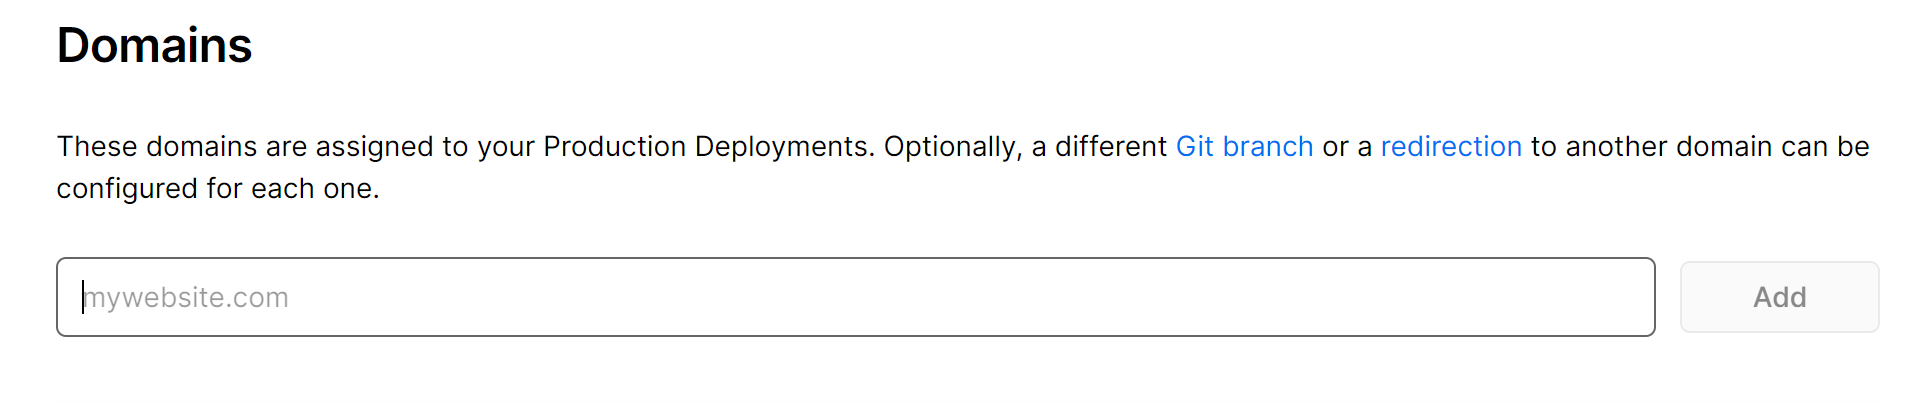 Domains
These domains are assigned to your Production Deployments. Optionally, a different Git branch or a redirection to another domain can be
configured for each one.
mywebsite.com
Add